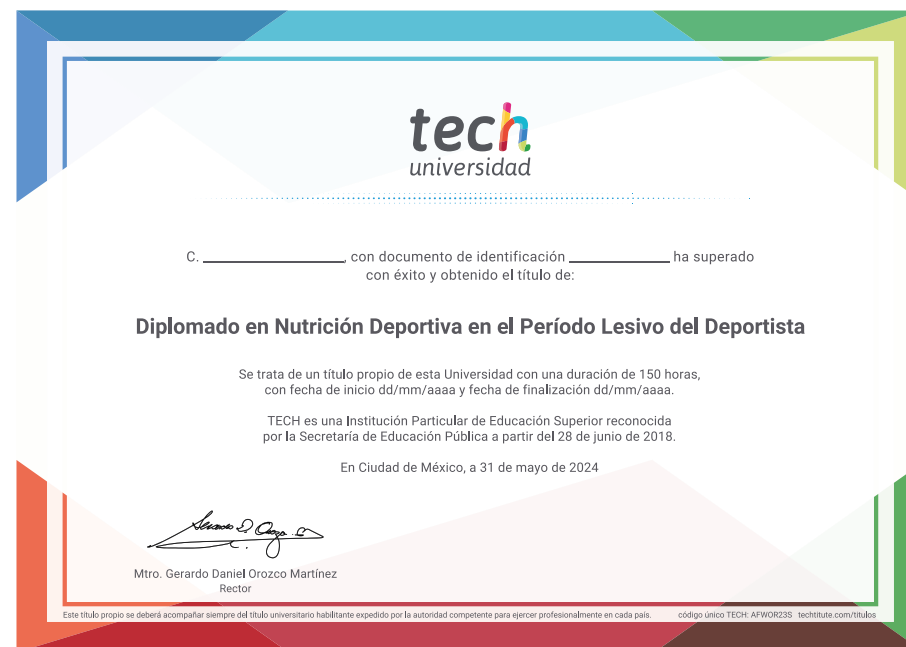 tech
universidad
C. ____________, con documento de identificación _________ ha superado
con éxito y obtenido el título de:
Diplomado en Nutrición Deportiva en el Período Lesivo del Deportista
Se trata de un título propio de esta Universidad con una duración de 150 horas,
con fecha de inicio dd/mm/aaaa y fecha de finalización dd/mm/aaaa.
TECH es una Institución Particular de Educación Superior reconocida
por la Secretaría de Educación Pública a partir del 28 de junio de 2018.
En Ciudad de México, a 31 de mayo de 2024
Mtro. Gerardo Daniel Orozco Martínez
Rector
Este título propio se deberá acompañar siempre del título universitario habilitante expedido por la autoridad competente para ejercer profesionalmente en cada país. código único TECH: AFWOR23S techtitute.com/titulos